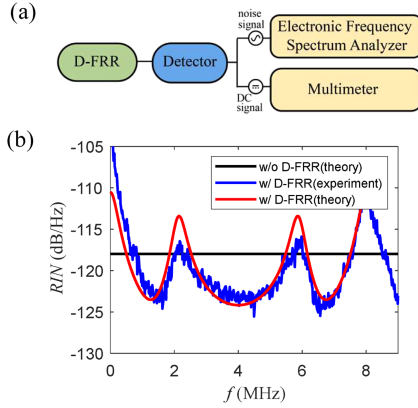 (a)
D-FRR
Detector
noise
signal
DC
signal
Electronic Frequency
Spectrum Analyzer
Multimeter
(b)
RIN (dB/Hz)
-105
-110
-115
-120
-125
-130
w/o D-FRR(theory)
w/ D-FRR(experiment)
w/ D-FRR(theory)
0 2 4 6 8
f (MHz)